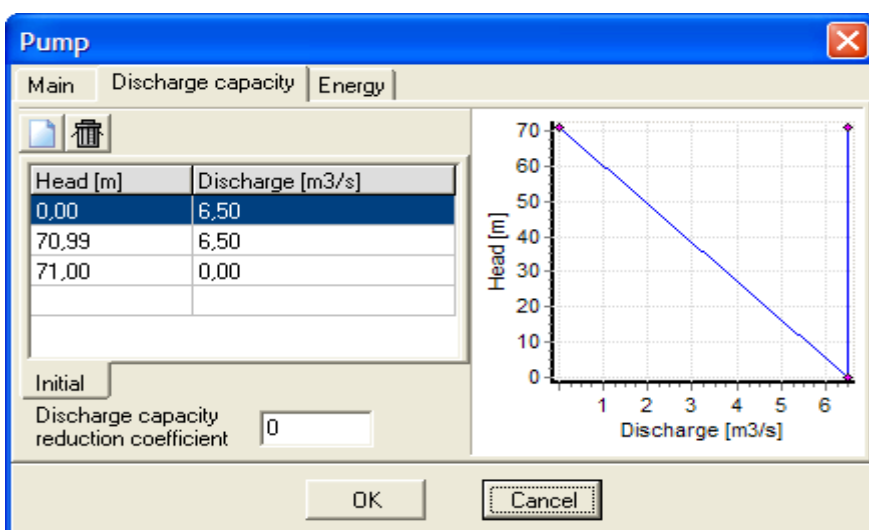 Pump
Main Discharge capacity Energy
Head [m] Discharge [m3/s]
0,00 6,50
70,99 6,50
71,00 0,00
Initial
Discharge capacity
reduction coefficient 0
70
60
50
40
30
20
10
0
Head [m]
1 2 3 4 5 6
Discharge [m3/s]
OK Cancel